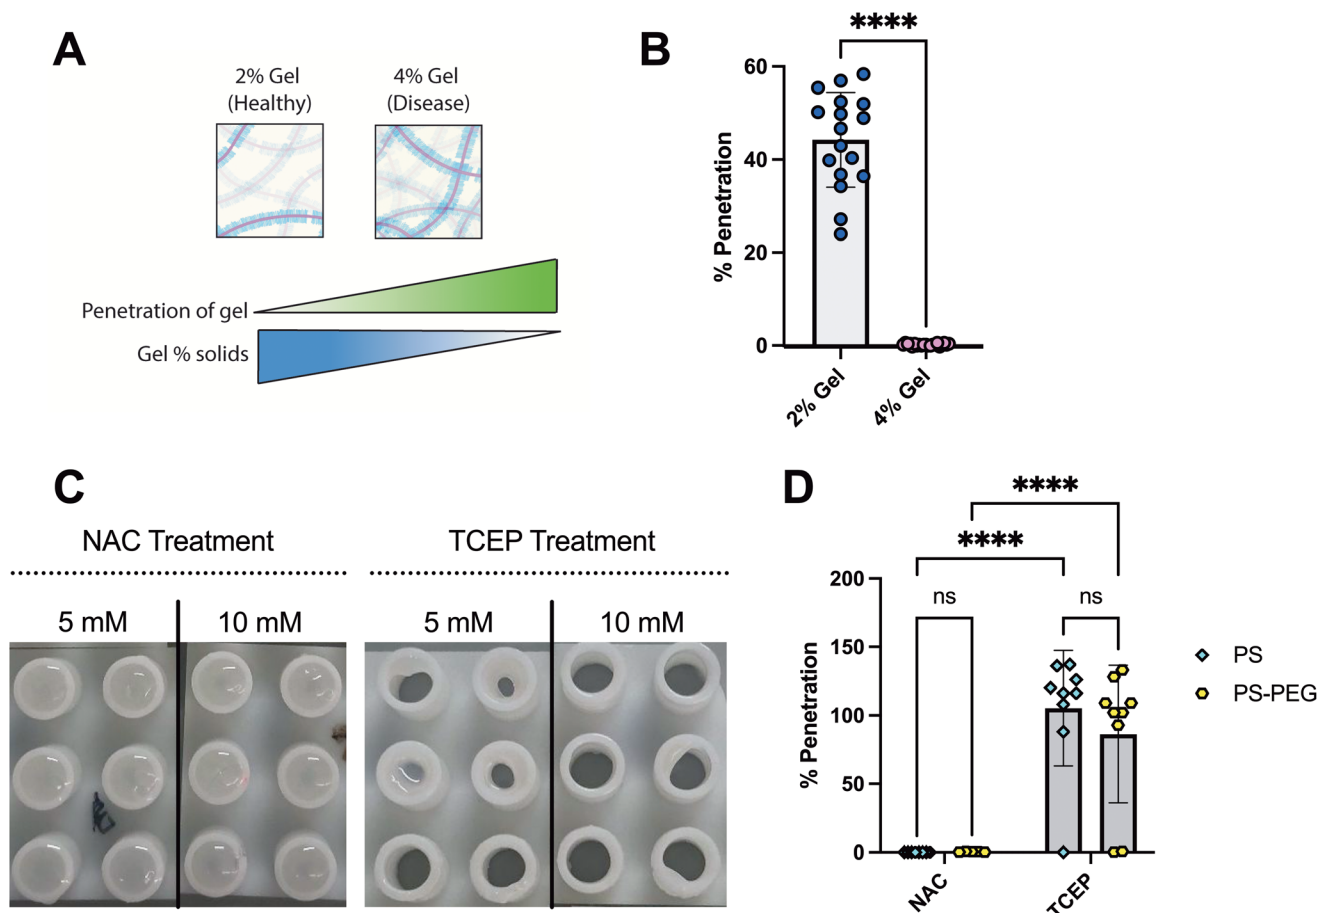 A
2% Gel
(Healthy)
4% Gel
(Disease)
Penetration of gel
Gel % solids
B
****
% Penetration
60
40
20
0
2% Gel
4% Gel
C
NAC Treatment
TCEP Treatment
5 mM
10 mM
5 mM
10 mM
D
****
****
ns
ns
% Penetration
200
150
100
50
0
NAC
TCEP
PS
PS-PEG